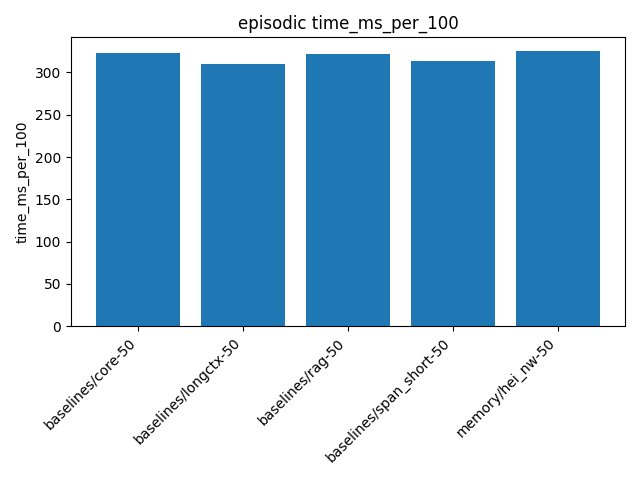 episodic time_ms_per_100
time_ms_per_100
300
250
200
150
100
50
0
baselines/core-50
baselines/longctx-50
baselines/rag-50
baselines/span_short-50
memory/hei_nw-50